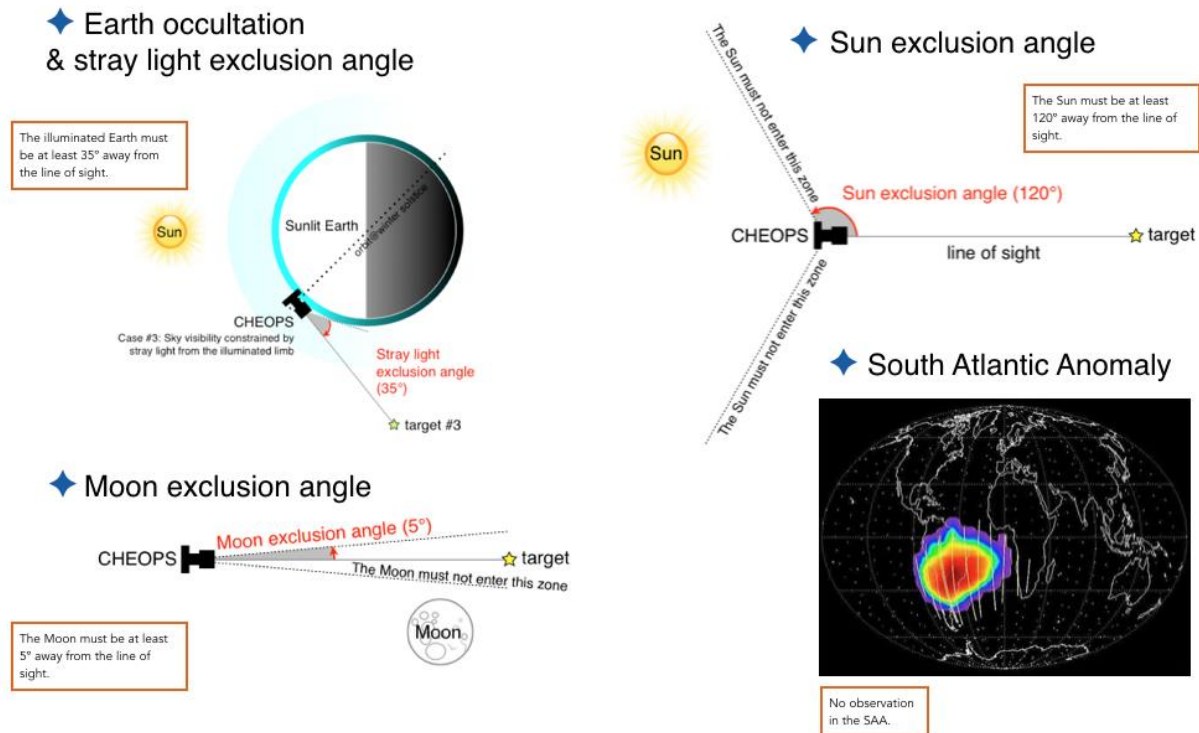 Earth occultation
& stray light exclusion angle
The illuminated Earth must
be at least 35° away from
the line of sight.
Sun
Sunlit Earth
orbit@winter solstice
CHEOPS
Case #3: Sky visibility constrained by
stray light from the illuminated limb
Stray light
exclusion angle
(35°)
target #3
Sun exclusion angle
The Sun must be at least
120° away from the line of
sight.
Sun
The Sun must not enter this zone
Sun exclusion angle (120°)
CHEOPS
target
line of sight
The Sun must not enter this zone
Moon exclusion angle
Moon exclusion angle (5°)
CHEOPS
target
The Moon must not enter this zone
Moon
The Moon must be at least
5° away from the line of
sight.
South Atlantic Anomaly
No observation
in the SAA.